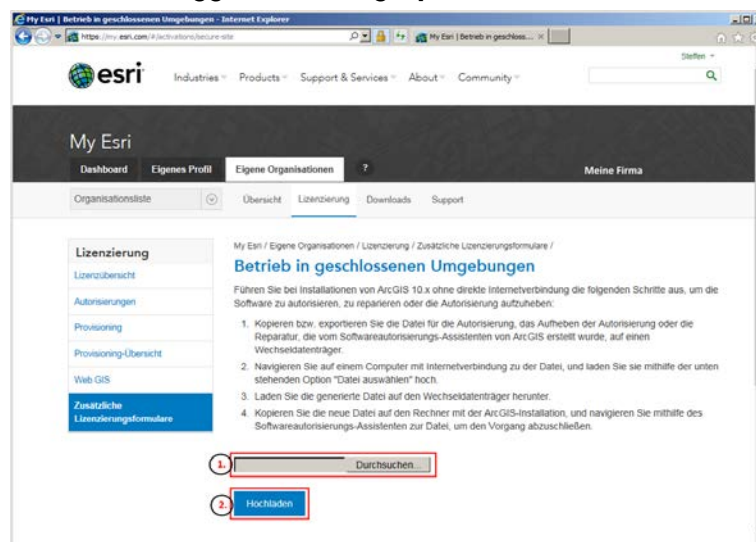 My Esri | Betrieb in geschlossenen Umgebungen - Internet Explorer
https://my.esri.com/#/activations/secure-site
My Esri | Betrieb in geschloss...
Steffen
esri
Industries Products Support & Services About Community
My Esri
Dashboard Eigenes Profil Eigene Organisationen ? Meine Firma
Organisationsliste Übersicht Lizenzierung Downloads Support
Lizenzierung
Lizenzübersicht
Autorisierungen
Provisioning
Provisioning-Übersicht
Web GIS
Zusätzliche
Lizenzierungsformulare
My Esri / Eigene Organisationen / Lizenzierung / Zusätzliche Lizenzierungsformulare /
Betrieb in geschlossenen Umgebungen
Führen Sie bei Installationen von ArcGIS 10.x ohne direkte Internetverbindung die folgenden Schritte aus, um die
Software zu autorisieren, zu reparieren oder die Autorisierung aufzuheben:
1. Kopieren bzw. exportieren Sie die Datei für die Autorisierung, das Aufheben der Autorisierung oder die
Reparatur, die vom Softwareautorisierungs-Assistenten von ArcGIS erstellt wurde, auf einen
Wechseldatenträger.
2. Navigieren Sie auf einem Computer mit Internetverbindung zu der Datei, und laden Sie sie mithilfe der unten
stehenden Option "Datei auswählen" hoch.
3. Laden Sie die generierte Datei auf den Wechseldatenträger herunter.
4. Kopieren Sie die neue Datei auf den Rechner mit der ArcGIS-Installation, und navigieren Sie mithilfe des
Softwareautorisierungs-Assistenten zur Datei, um den Vorgang abzuschließen.
1. Durchsuchen...
2. Hochladen